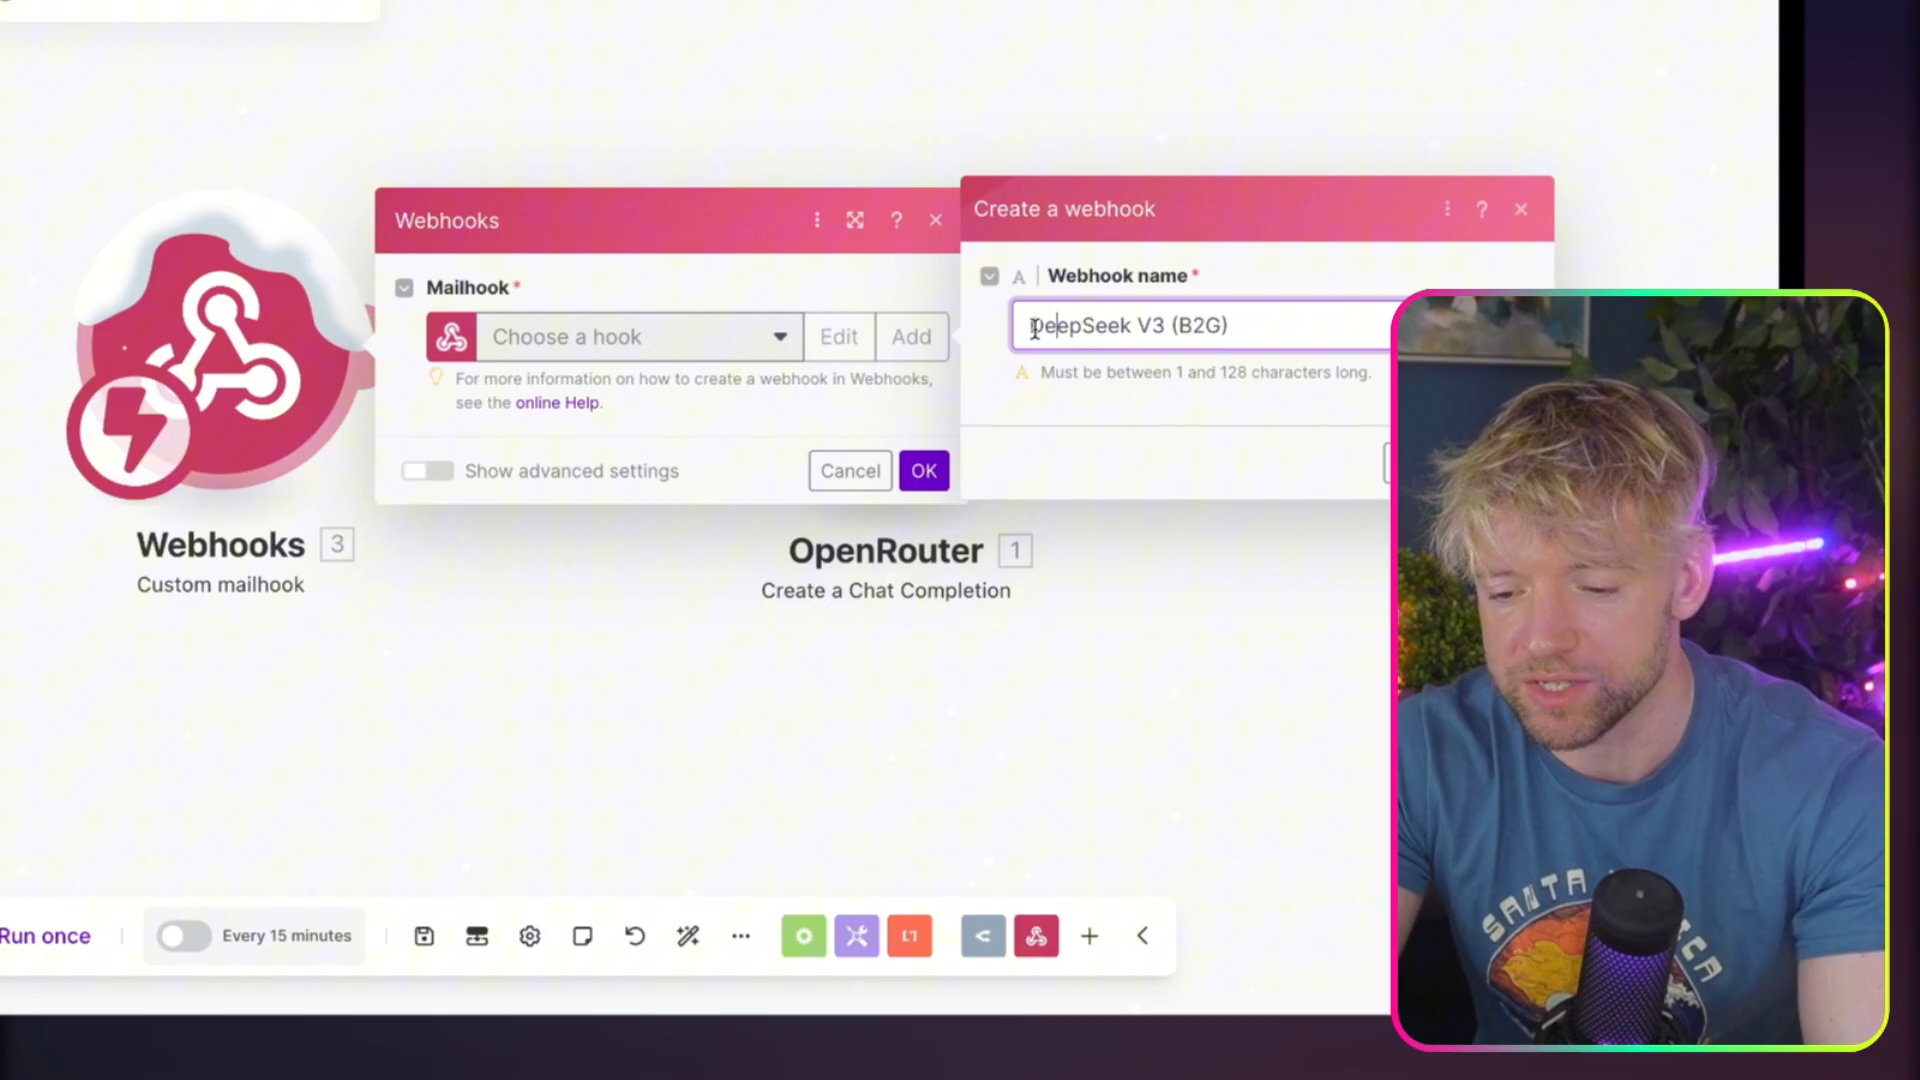 Webhooks
Create a webhook
Mailhook *
A | Webhook name *
Choose a hook
Edit
Add
DeepSeek V3 (B2G)
For more information on how to create a webhook in Webhooks,
see the online Help.
A Must be between 1 and 128 characters long.
Show advanced settings
Cancel
OK
Webhooks 3
Custom mailhook
OpenRouter 1
Create a Chat Completion
Run once
Every 15 minutes
SANTA